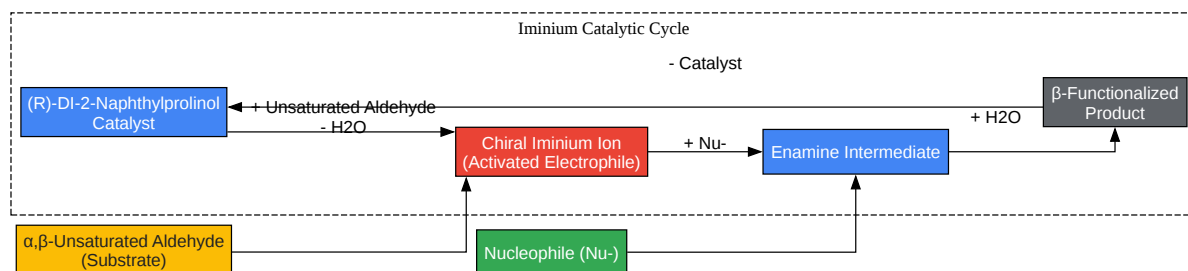 Iminium Catalytic Cycle
- Catalyst
(R)-DI-2-Naphthylprolinol
Catalyst
+ Unsaturated Aldehyde
- H2O
Chiral Iminium Ion
(Activated Electrophile)
+ Nu-
Enamine Intermediate
+ H2O
β-Functionalized
Product
α,β-Unsaturated Aldehyde
(Substrate)
Nucleophile (Nu-)